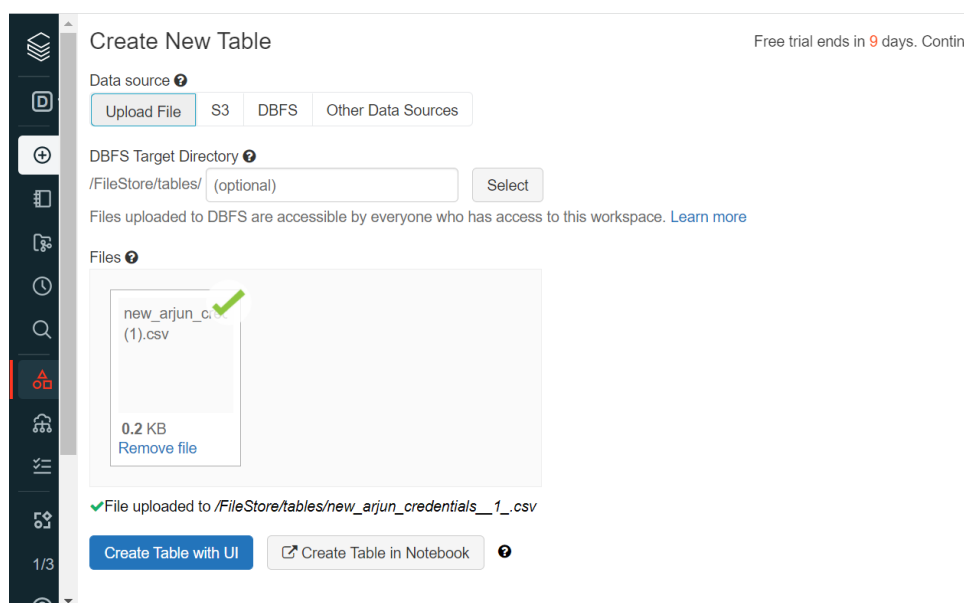 Create New Table
Free trial ends in 9 days. Contin
Data source
Upload File S3 DBFS Other Data Sources
DBFS Target Directory
/FileStore/tables/ (optional) Select
Files uploaded to DBFS are accessible by everyone who has access to this workspace. Learn more
Files
new_arjun_cre
(1).csv
0.2 KB
Remove file
File uploaded to /FileStore/tables/new_arjun_credentials__1_.csv
Create Table with UI Create Table in Notebook
1/3